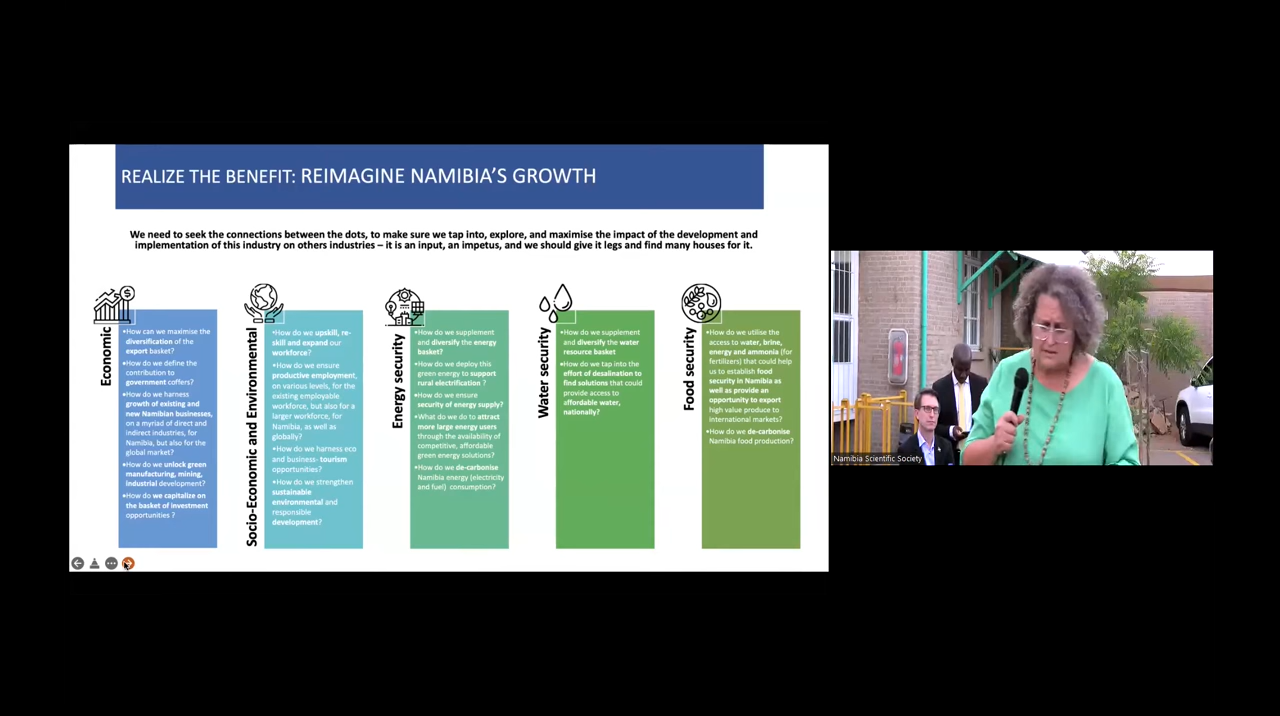 REALIZE THE BENEFIT: REIMAGINE NAMIBIA'S GROWTH
We need to seek the connections between the dots, to make sure we tap into, explore, and maximise the impact of the development and
implementation of this industry on others industries – it is an input, an impetus, and we should give it legs and find many houses for it.
Economic
•How can we maximise the
diversification of the
export basket?
•How do we define the
contribution to
government coffers?
•How do we harness
growth of existing and
new Namibian businesses,
on a myriad of direct and
indirect industries, for
Namibia, but also for the
global market?
•How do we unlock green
manufacturing, mining,
industrial development?
•How do we capitalize on
the basket of investment
opportunities ?
Socio-Economic and Environmental
•How do we upskill, re-
skill and expand our
workforce?
•How do we ensure
productive employment,
on various levels, for the
existing employable
workforce, but also for a
larger workforce, for
Namibia, as well as
globally?
•How do we harness eco
and business- tourism
opportunities?
•How do we strengthen
sustainable
environmental and
responsible
development?
Energy security
•How do we supplement
and diversify the energy
basket?
•How do we deploy this
green energy to support
rural electrification ?
•How do we ensure
security of energy supply?
•What do we do to attract
more large energy users
through the availability of
competitive, affordable
green energy solutions?
•How do we de-carbonise
Namibia energy (electricity
and fuel) consumption?
Water security
•How do we supplement
and diversify the water
resource basket
•How do we tap into the
effort of desalination to
find solutions that could
provide access to
affordable water,
nationally?
Food security
•How do we utilise the
access to water, brine,
energy and ammonia (for
fertilizers) that could help
us to establish food
security in Namibia as
well as provide an
opportunity to export
high value produce to
international markets?
•How do we de-carbonise
Namibia food production?
Namibia Scientific Society